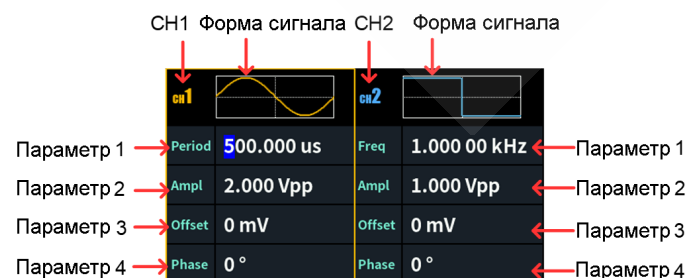 CH1 Форма сигнала CH2 Форма сигнала
CH1 CH2
Параметр 1 Period 500.000 us Freq 1.000 00 kHz Параметр 1
Параметр 2 Ampl 2.000 Vpp Ampl 1.000 Vpp Параметр 2
Параметр 3 Offset 0 mV Offset 0 mV Параметр 3
Параметр 4 Phase 0 ° Phase 0 ° Параметр 4